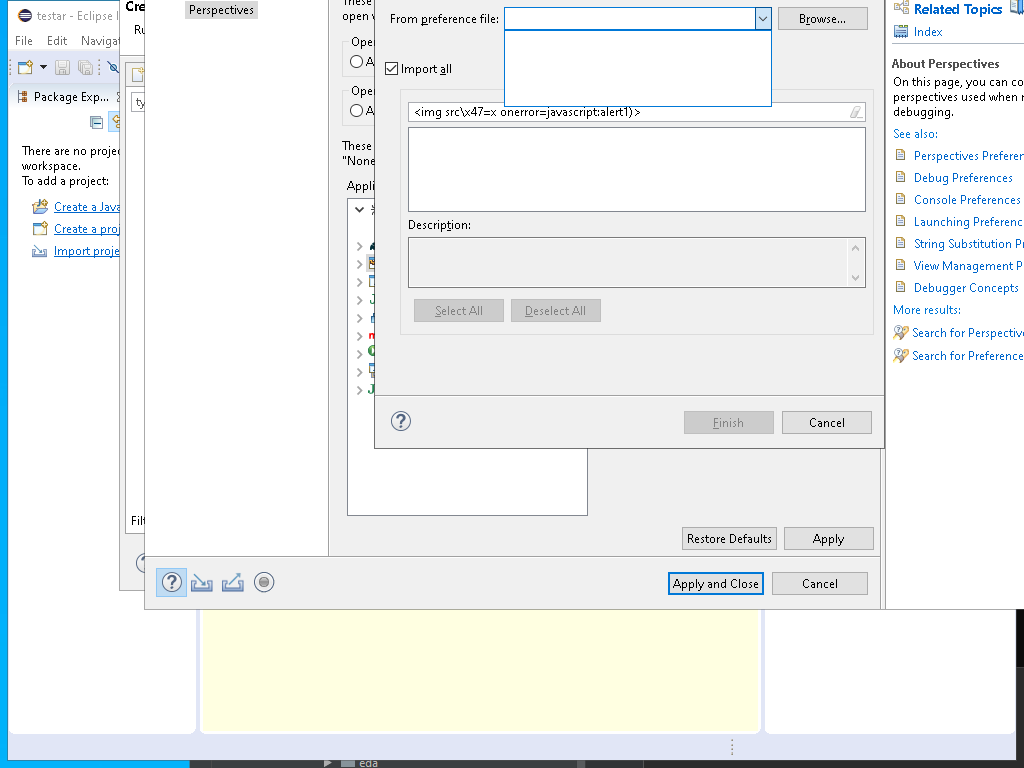 testar - Eclipse I
File Edit Navigat
Package Exp...
There are no projec
workspace.
To add a project:
Create a Java
Create a proj
Import proje
Cre
Ru
ty
Filt
Perspectives
These
open
Open
A
Open
A
These
"None
Appli
From preference file:
Browse...
Import all
<img src\x47=x onerror=javascript:alert1)>
Description:
Select All
Deselect All
Finish
Cancel
Restore Defaults
Apply
Apply and Close
Cancel
Related Topics
Index
About Perspectives
On this page, you can co
perspectives used when r
debugging.
See also:
Perspectives Preferen
Debug Preferences
Console Preferences
Launching Preferenc
String Substitution Pr
View Management P
Debugger Concepts
More results:
Search for Perspective
Search for Preference
eda